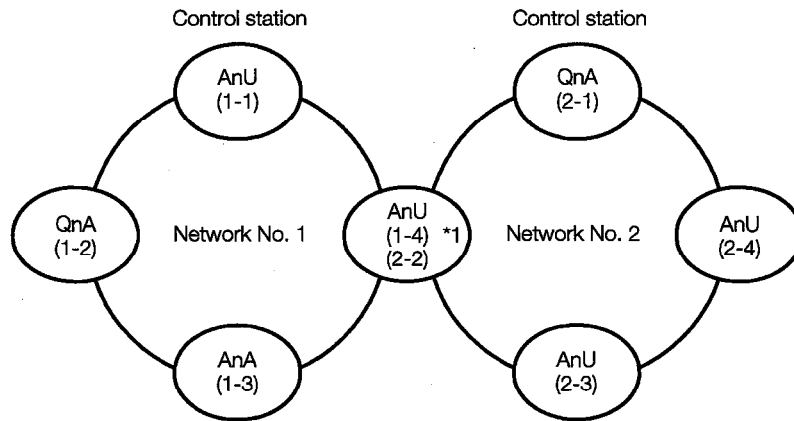 Control station
Control station
AnU
(1-1)
QnA
(2-1)
QnA
(1-2)
Network No. 1
AnU
(1-4) *1
(2-2)
Network No. 2
AnU
(2-4)
AnA
(1-3)
AnU
(2-3)